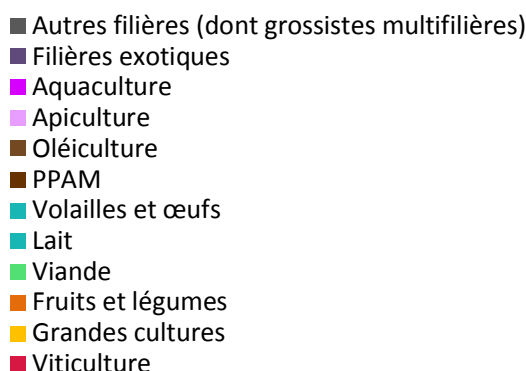 Autres filières (dont grossistes multifilières)
Filières exotiques
Aquaculture
Apiculture
Oléiculture
PPAM
Volailles et œufs
Lait
Viande
Fruits et légumes
Grandes cultures
Viticulture